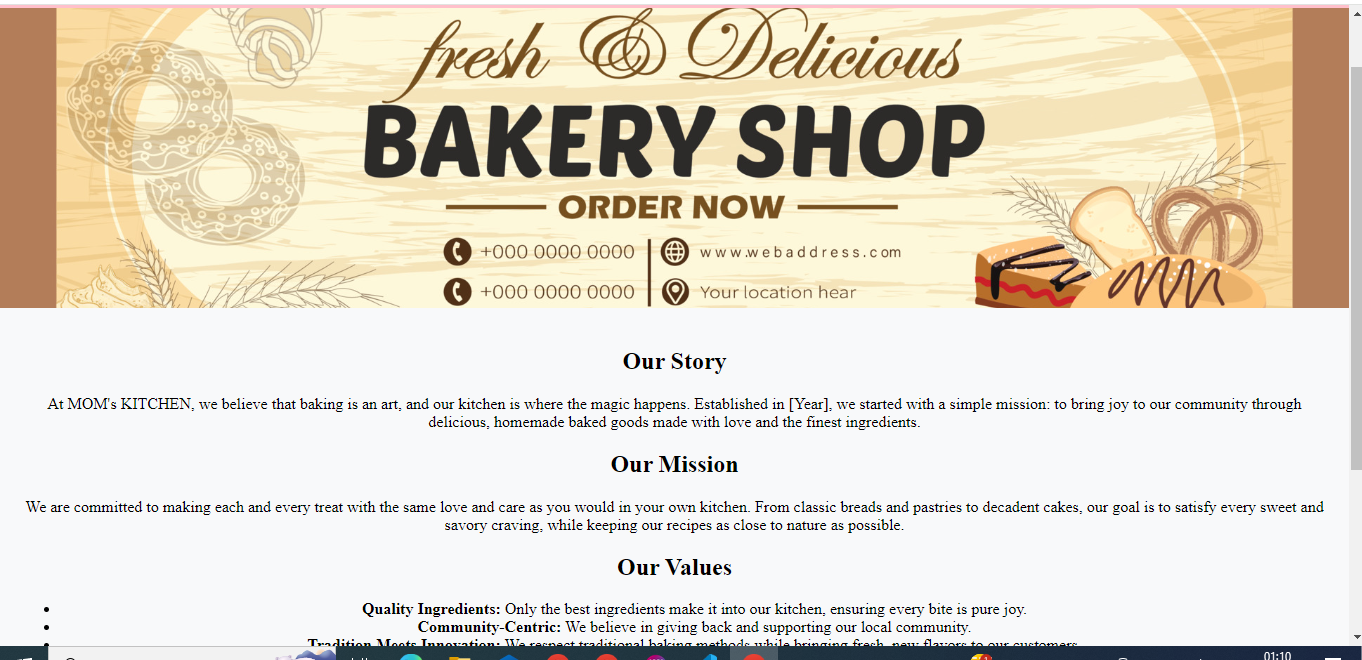 fresh & Delicious
BAKERY SHOP
ORDER NOW
+000 0000 0000
www.webaddress.com
+000 0000 0000
Your location hear
Our Story
At MOM's KITCHEN, we believe that baking is an art, and our kitchen is where the magic happens. Established in [Year], we started with a simple mission: to bring joy to our community through
delicious, homemade baked goods made with love and the finest ingredients.
Our Mission
We are committed to making each and every treat with the same love and care as you would in your own kitchen. From classic breads and pastries to decadent cakes, our goal is to satisfy every sweet and
savory craving, while keeping our recipes as close to nature as possible.
Our Values
Quality Ingredients: Only the best ingredients make it into our kitchen, ensuring every bite is pure joy.
Community-Centric: We believe in giving back and supporting our local community.
Tradition Meets Innovation: We respect traditional baking methods while bringing fresh, new flavors to our customers.
01:10